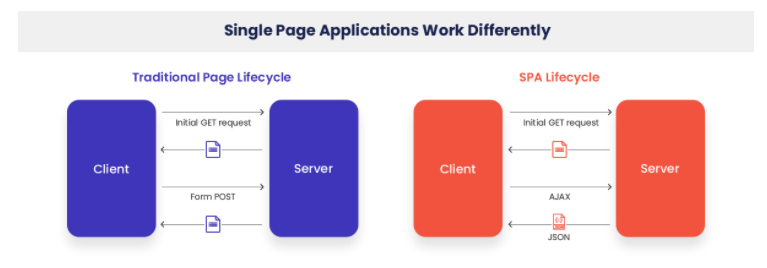 Single Page Applications Work Differently
Traditional Page Lifecycle
Client
Initial GET request
Form POST
Server
SPA Lifecycle
Client
Initial GET request
AJAX
JSON
Server